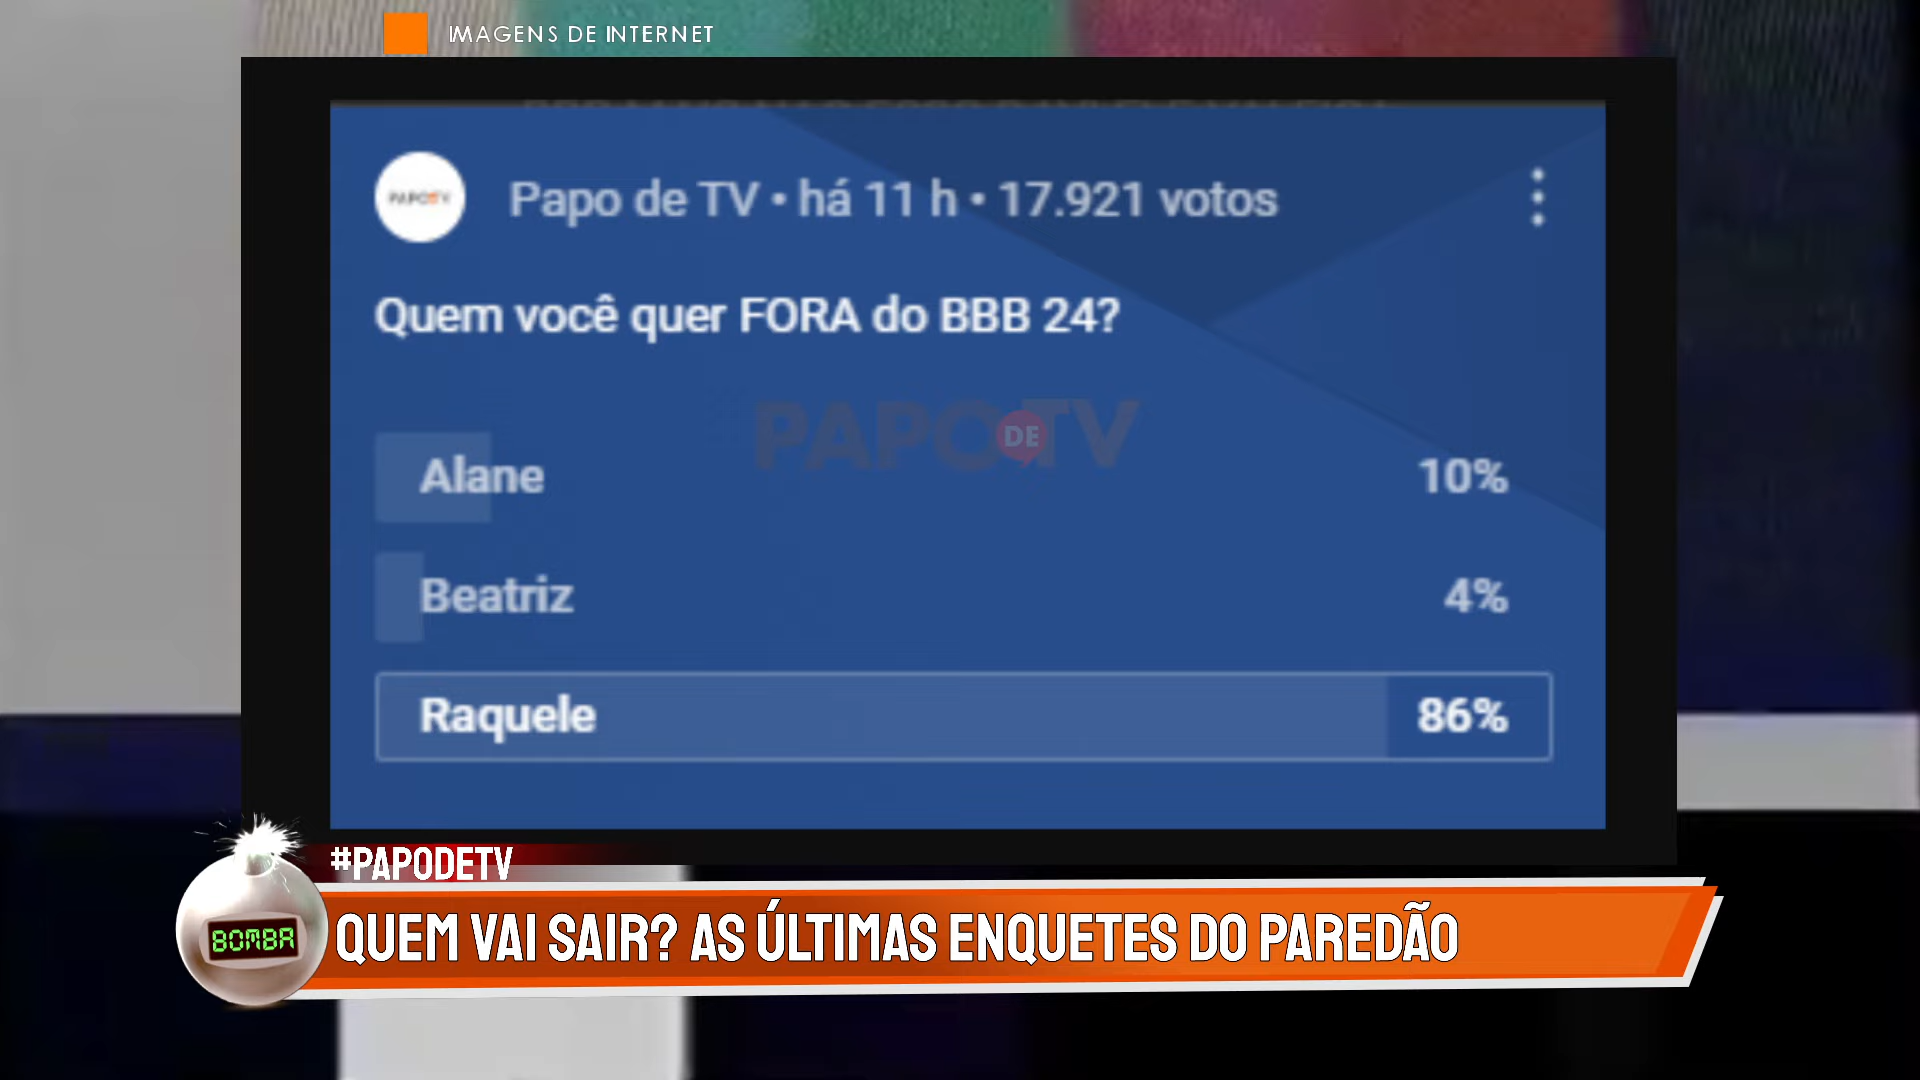 IMAGENS DE INTERNET
PAPOTV
Papo de TV • há 11 h • 17.921 votos
Quem você quer FORA do BBB 24?
PAPO DE TV
Alane 10%
Beatriz 4%
Raquele 86%
#PAPODETV
BOMBA
QUEM VAI SAIR? AS ÚLTIMAS ENQUETES DO PAREDÃO